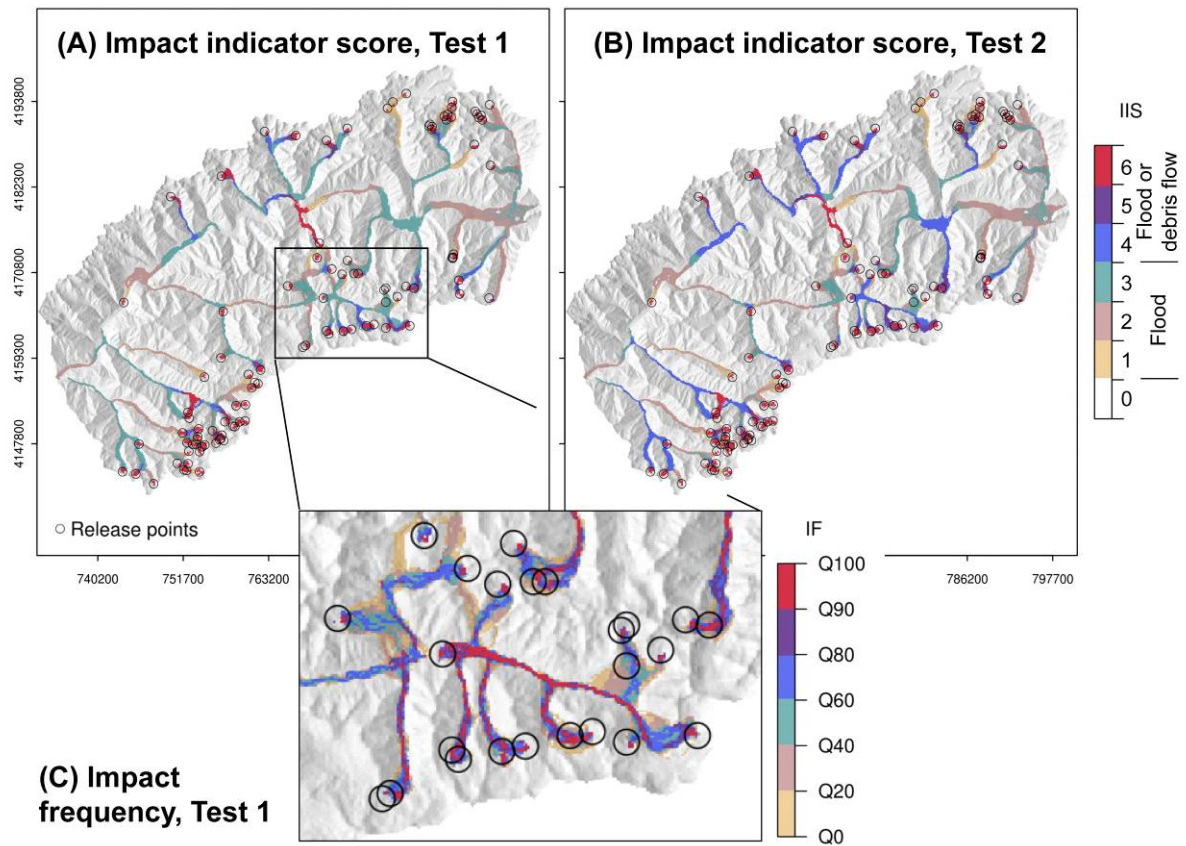 (A) Impact indicator score, Test 1
(B) Impact indicator score, Test 2
4193800
4182300
4170800
4159300
4147800
IIS
6
5
4
3
2
1
0
Flood or
debris flow
Flood
○ Release points
740200
751700
763200
786200
797700
(C) Impact
frequency, Test 1
IF
Q100
Q90
Q80
Q60
Q40
Q20
Q0